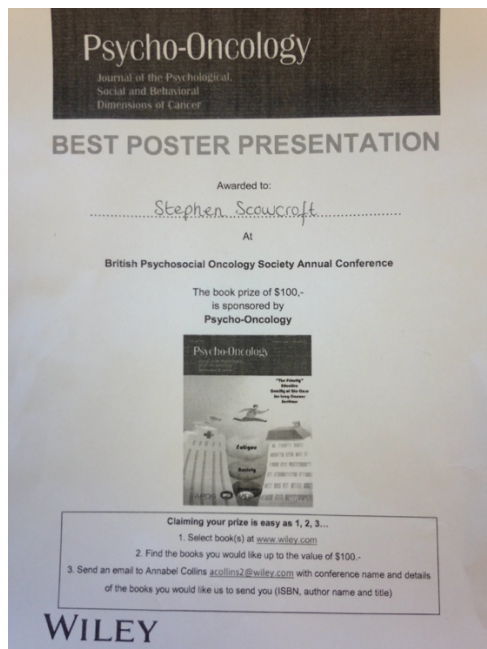 Psycho-Oncology
Journal of the Psychological,
Social and Behavioral
Dimensions of Cancer
BEST POSTER PRESENTATION
Awarded to:
Stephen Scowcroft
At
British Psychosocial Oncology Society Annual Conference
The book prize of $100,-
is sponsored by
Psycho-Oncology
Psycho-Oncology
Fatigue
Claiming your prize is easy as 1, 2, 3...
1. Select book(s) at www.wiley.com
2. Find the books you would like up to the value of $100.-
3. Send an email to Annabel Collins acollins2@wiley.com with conference name and details
of the books you would like us to send you (ISBN, author name and title)
WILEY